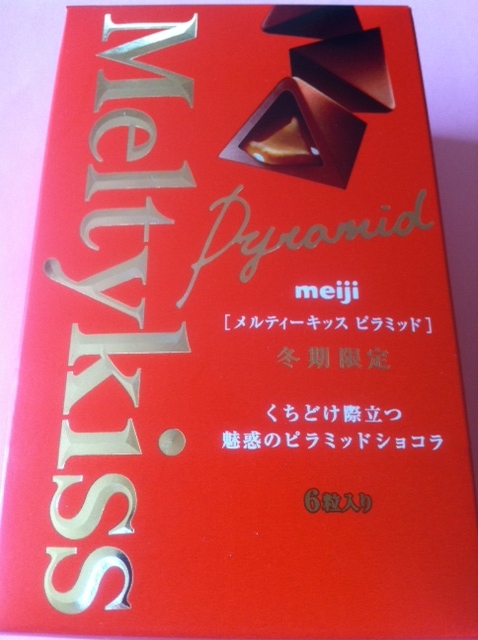 Meltykiss
Pyramid
meiji
[メルティーキッス ピラミッド]
冬期限定
くちどけ際立つ
魅惑のピラミッドショコラ
6粒入り